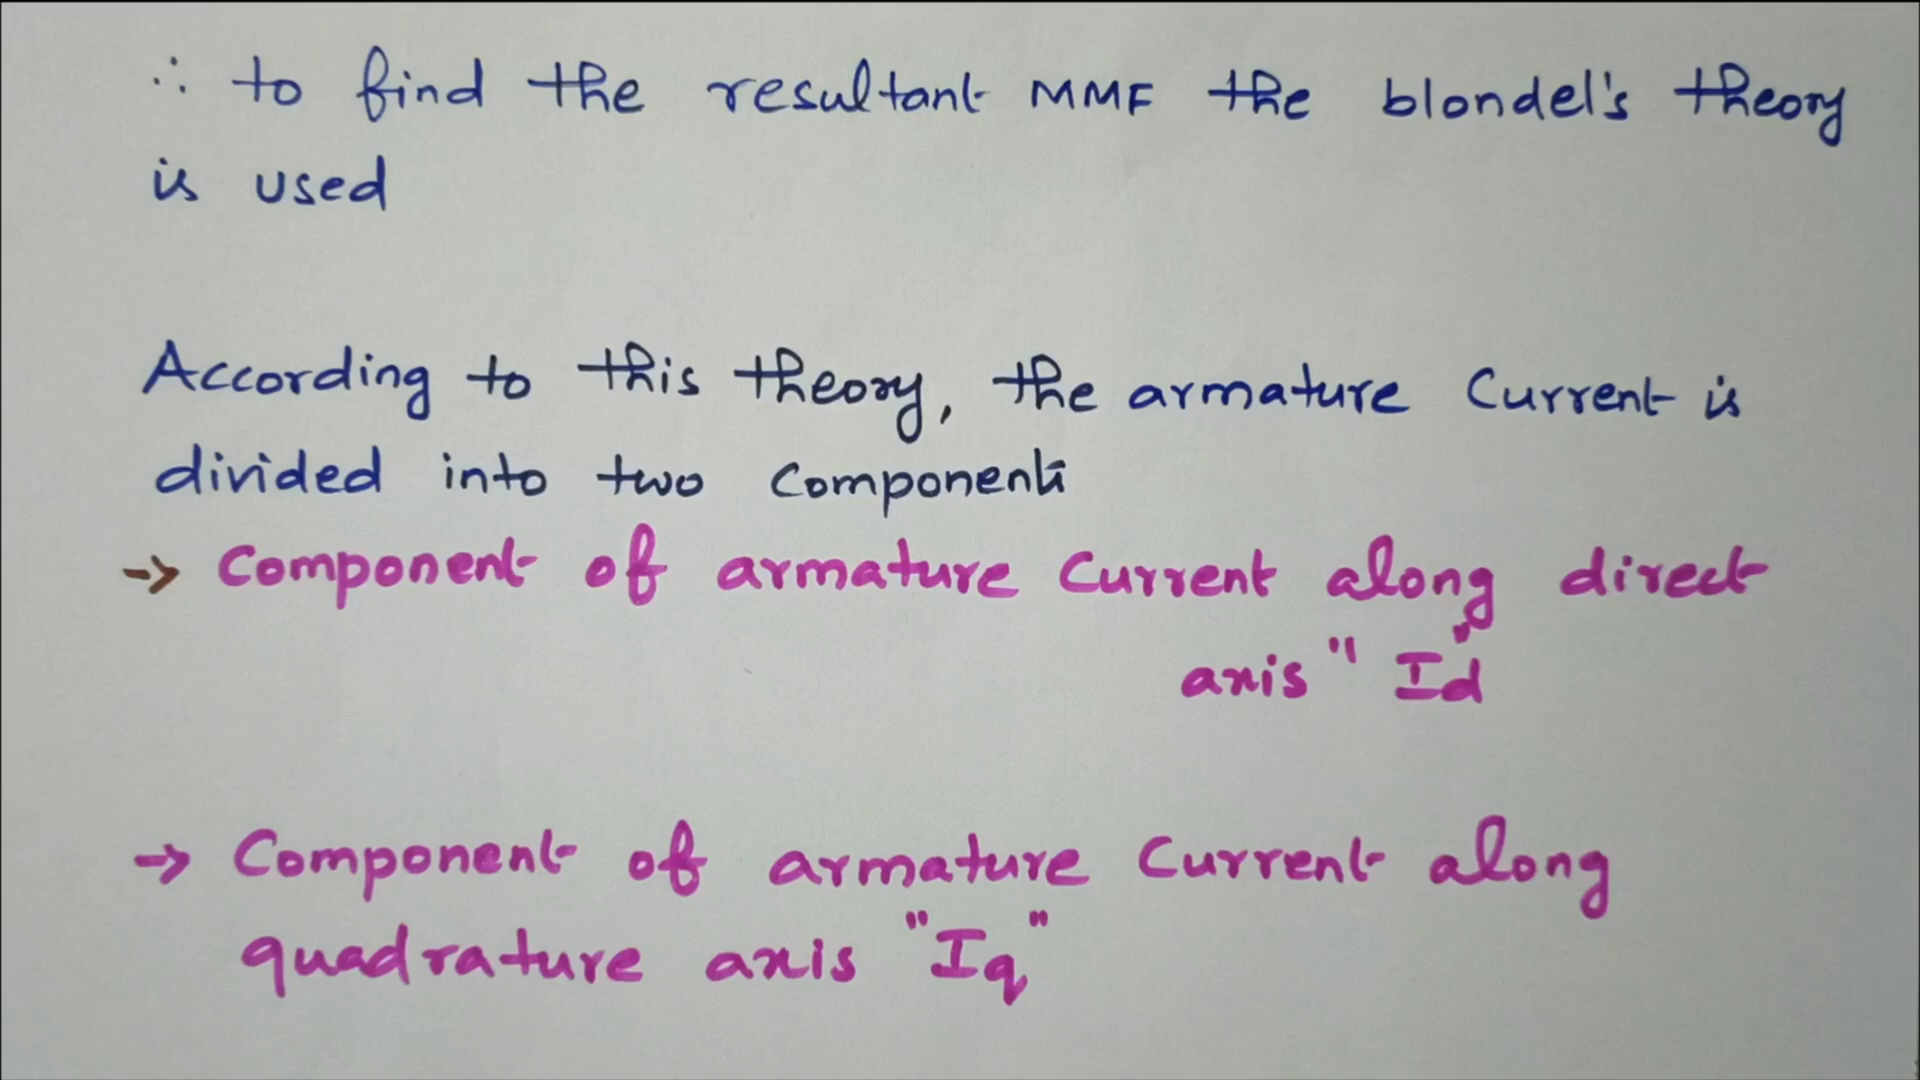 ∴ to find the resultant MMF the blondel's theory
is used
According to this theory, the armature Current is
divided into two Components
→ Component of armature Current along direct
axis "Id"
→ Component of armature Current along
quadrature axis "Iq"